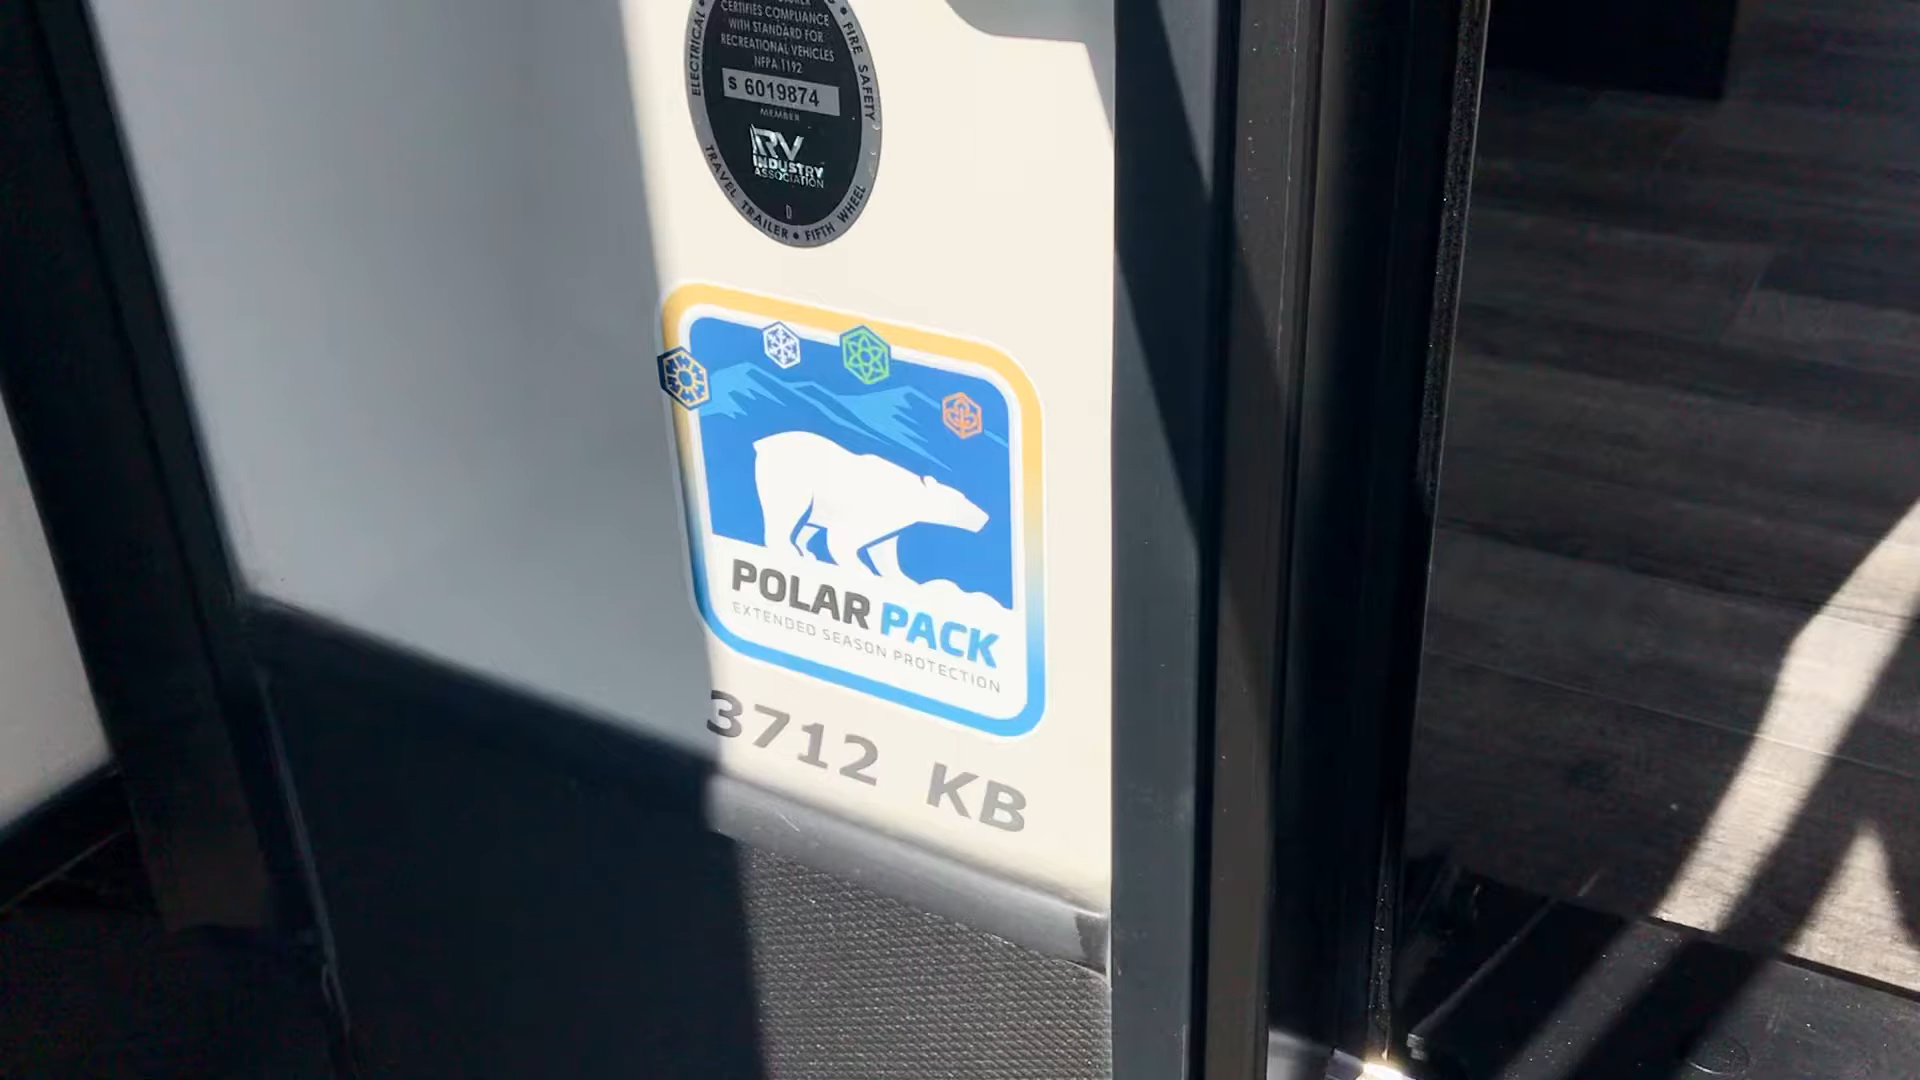 CERTIFIES COMPLIANCE
WITH STANDARD FOR
RECREATIONAL VEHICLES
NFPA 1192
S 6019874
MEMBER
RV
INDUSTRY
ASSOCIATION
D
ELECTRICAL
• FIRE SAFETY
TRAVEL TRAILER • FIFTH WHEEL
POLAR PACK
EXTENDED SEASON PROTECTION
3712 KB